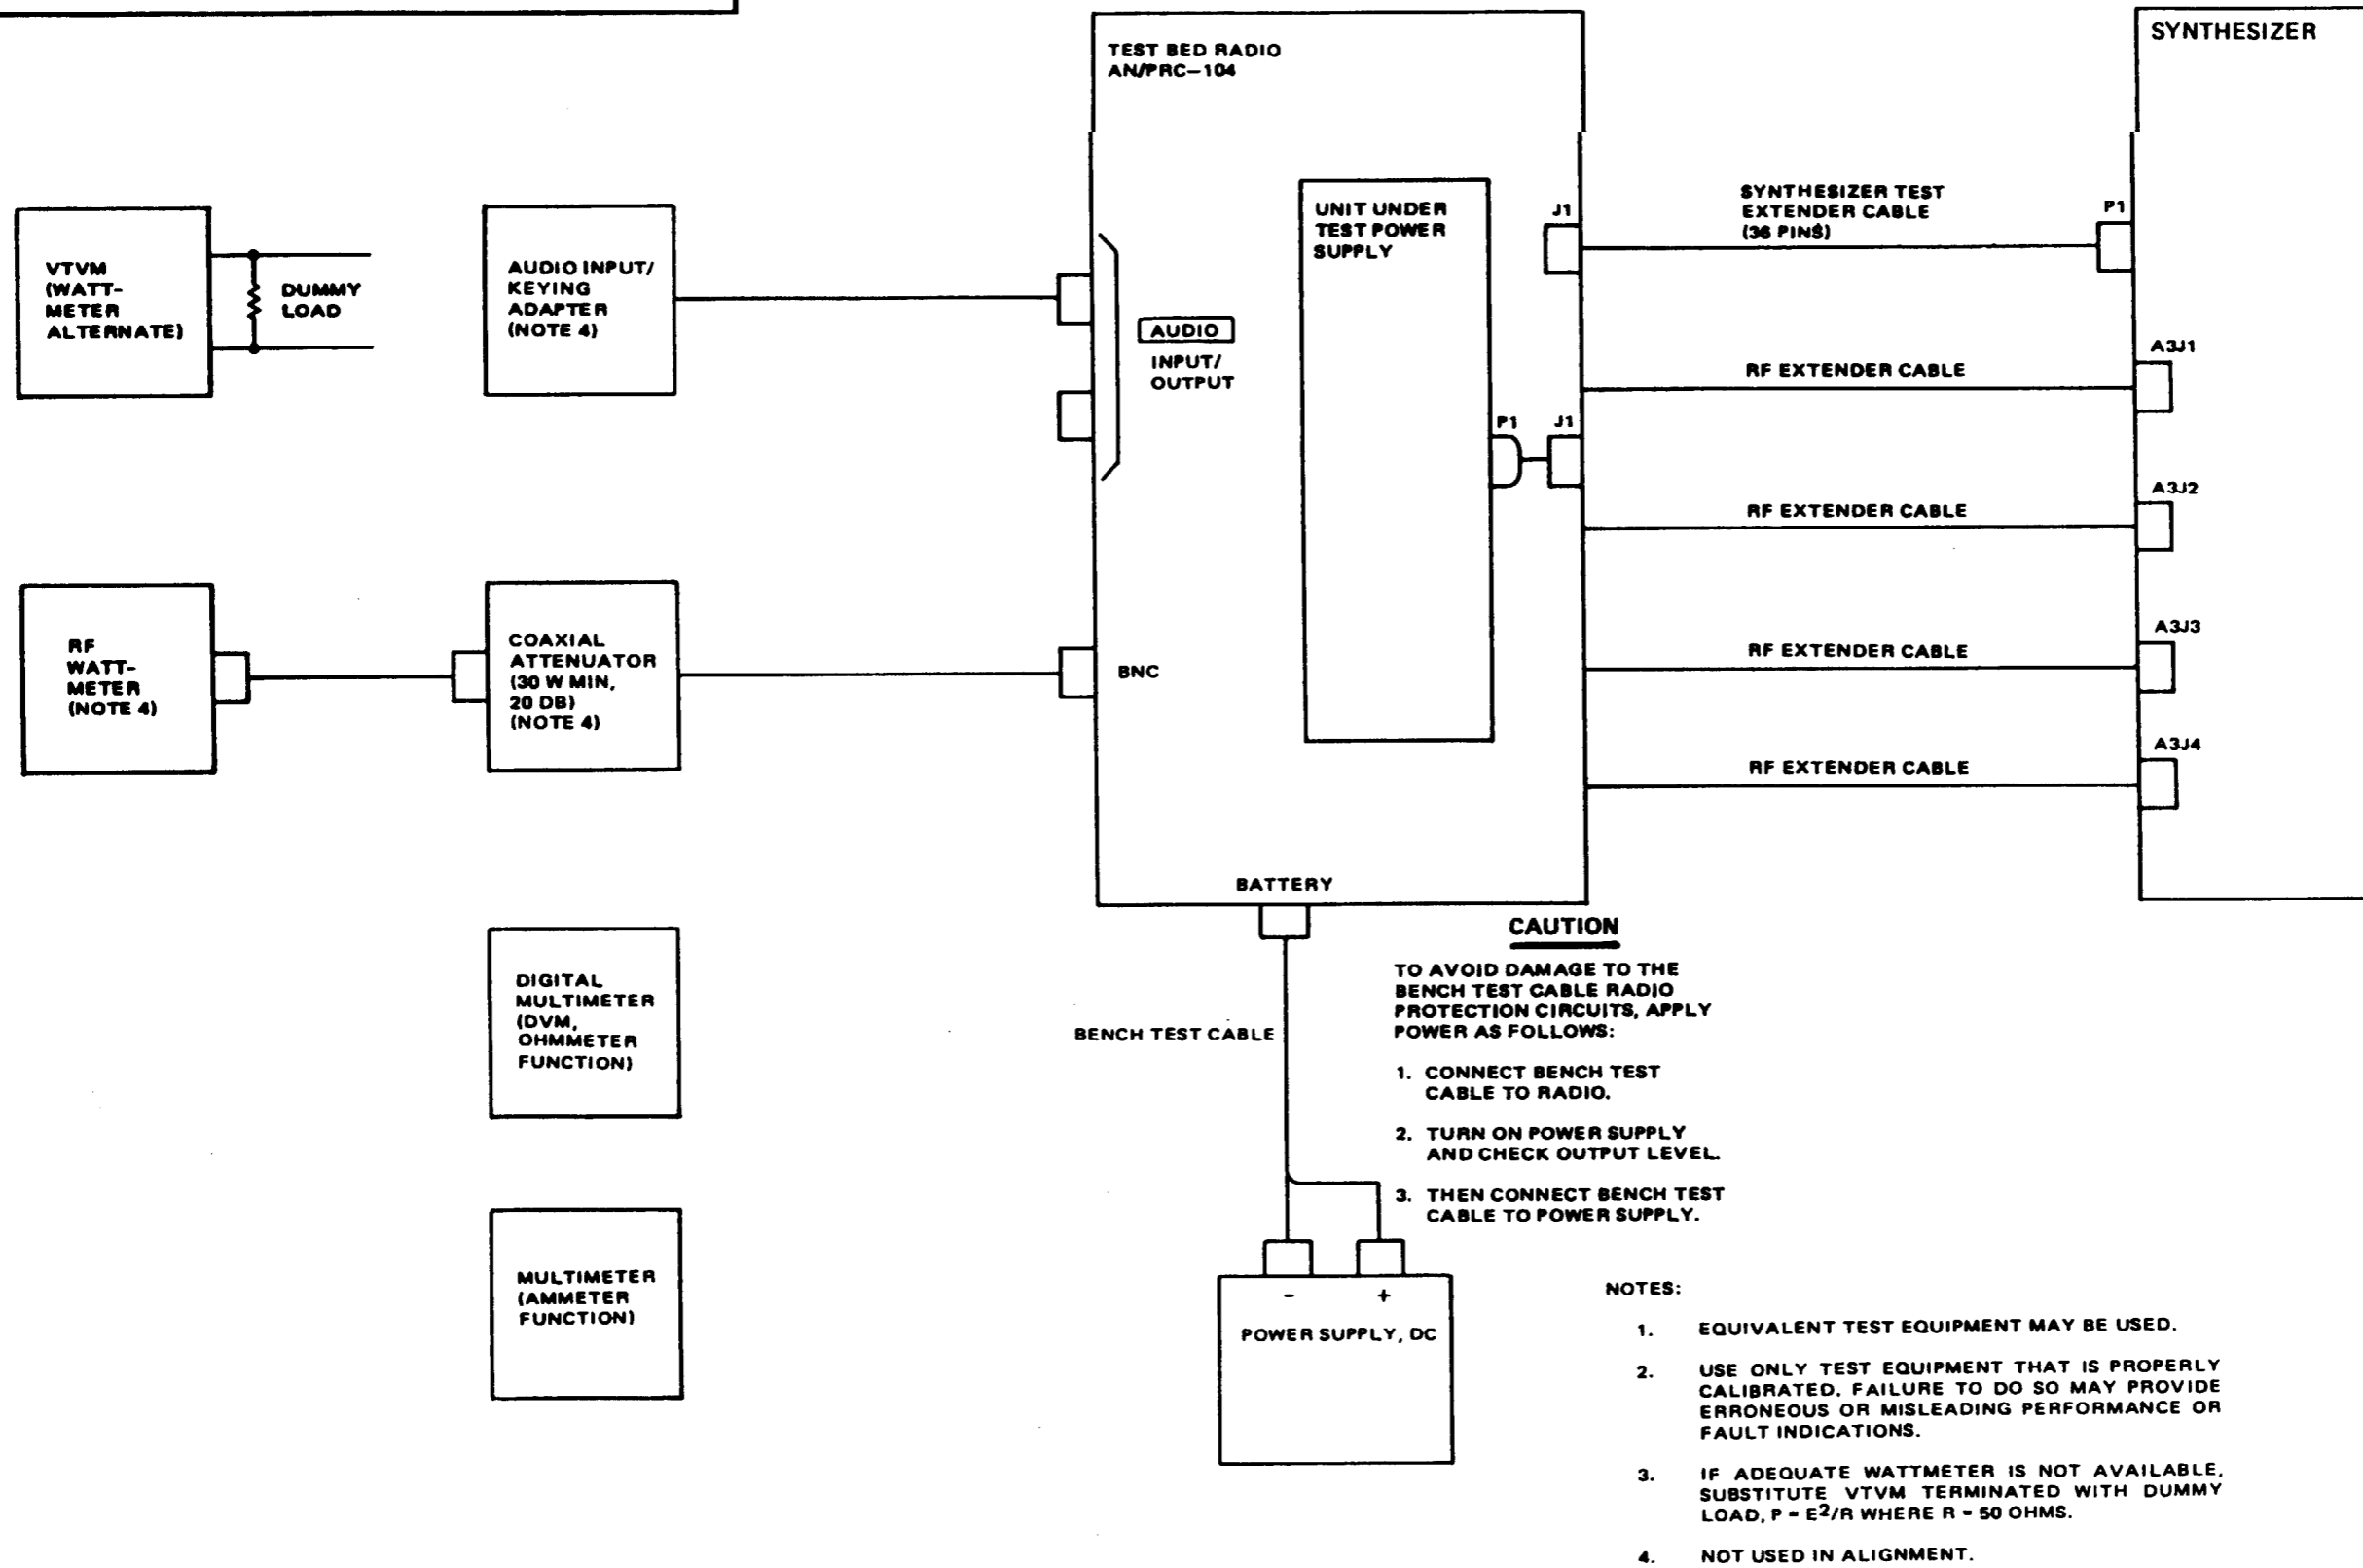 TEST BED RADIO
AN/PRC-104
SYNTHESIZER
UNIT UNDER
TEST POWER
SUPPLY
J1
SYNTHESIZER TEST
EXTENDER CABLE
(36 PINS)
P1
VTVM
(WATT-
METER
ALTERNATE)
DUMMY
LOAD
AUDIO INPUT/
KEYING
ADAPTER
(NOTE 4)
AUDIO
INPUT/
OUTPUT
RF EXTENDER CABLE
A3J1
P1
J1
RF EXTENDER CABLE
A3J2
RF
WATT-
METER
(NOTE 4)
COAXIAL
ATTENUATOR
(30 W MIN,
20 DB)
(NOTE 4)
BNC
RF EXTENDER CABLE
A3J3
RF EXTENDER CABLE
A3J4
BATTERY
DIGITAL
MULTIMETER
(DVM,
OHMMETER
FUNCTION)
BENCH TEST CABLE
CAUTION
TO AVOID DAMAGE TO THE
BENCH TEST CABLE RADIO
PROTECTION CIRCUITS, APPLY
POWER AS FOLLOWS:
1. CONNECT BENCH TEST
CABLE TO RADIO.
2. TURN ON POWER SUPPLY
AND CHECK OUTPUT LEVEL.
3. THEN CONNECT BENCH TEST
CABLE TO POWER SUPPLY.
MULTIMETER
(AMMETER
FUNCTION)
- +
POWER SUPPLY, DC
NOTES:
1. EQUIVALENT TEST EQUIPMENT MAY BE USED.
2. USE ONLY TEST EQUIPMENT THAT IS PROPERLY
CALIBRATED. FAILURE TO DO SO MAY PROVIDE
ERRONEOUS OR MISLEADING PERFORMANCE OR
FAULT INDICATIONS.
3. IF ADEQUATE WATTMETER IS NOT AVAILABLE,
SUBSTITUTE VTVM TERMINATED WITH DUMMY
LOAD, P = E²/R WHERE R = 50 OHMS.
4. NOT USED IN ALIGNMENT.